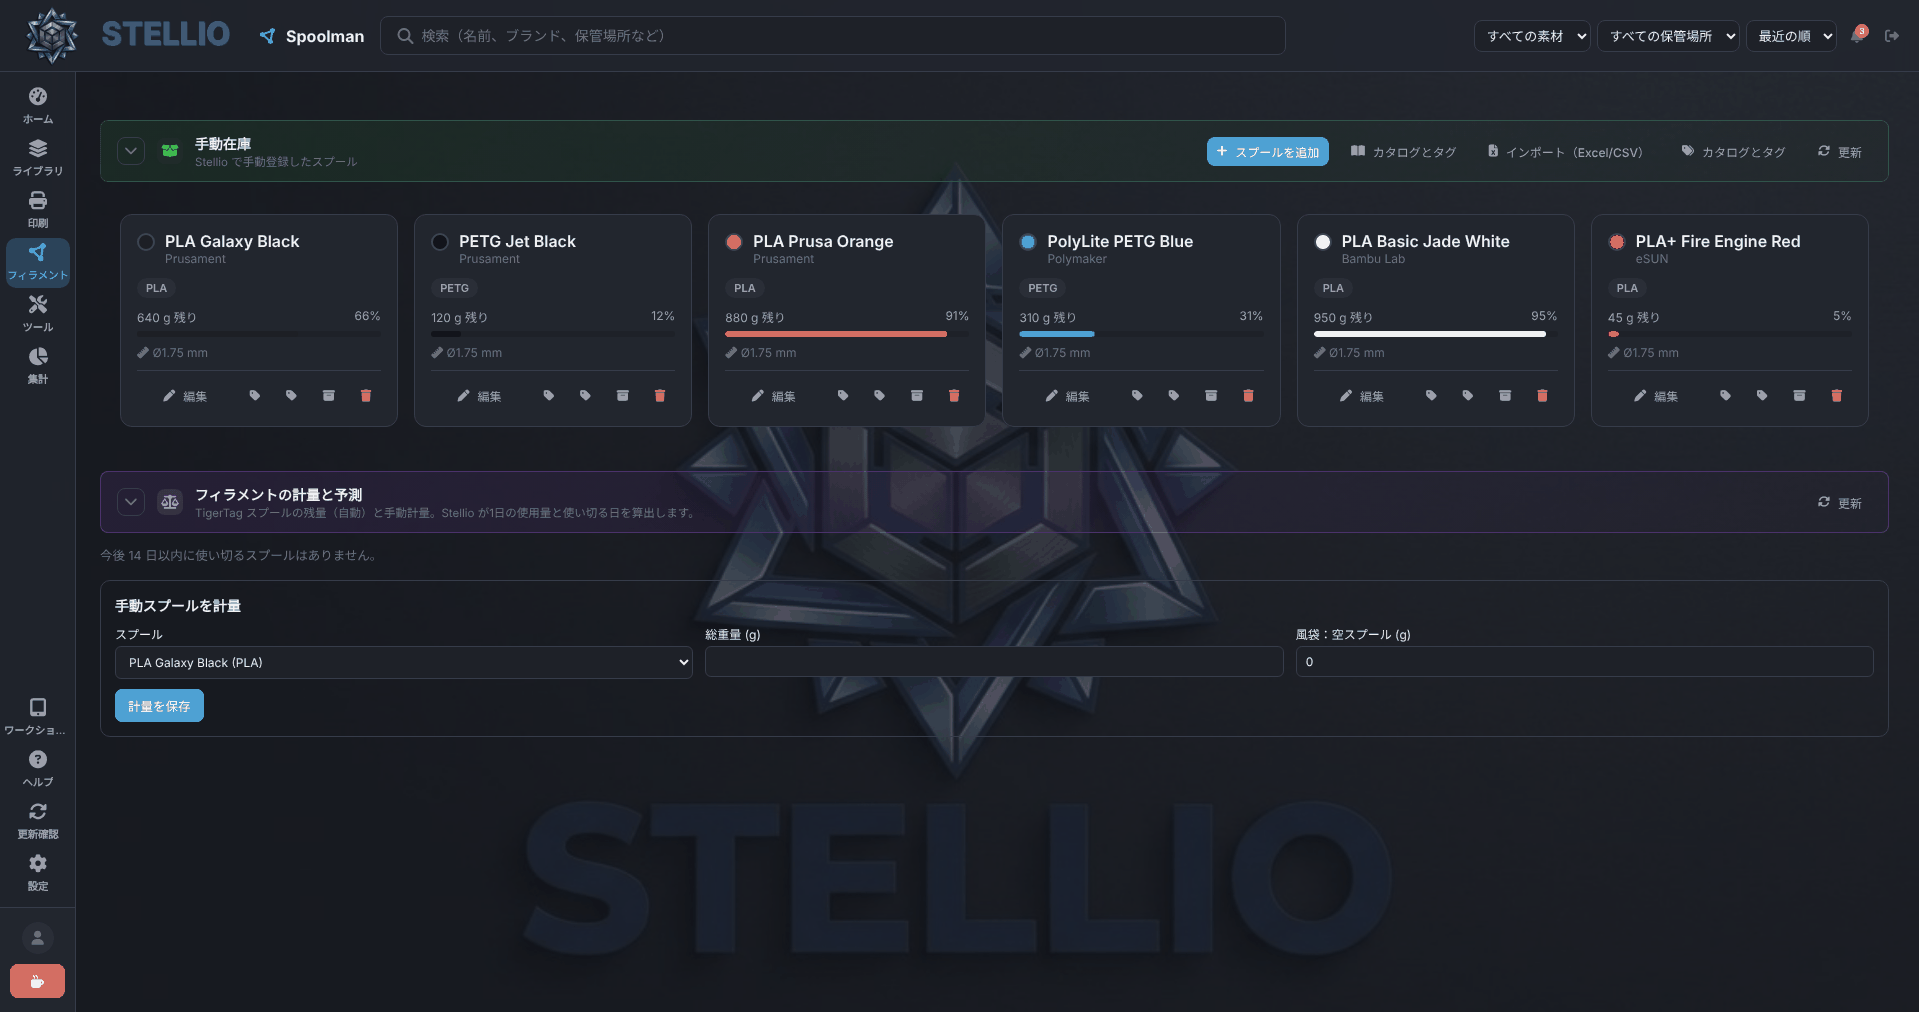 STELLIO
Spoolman
検索（名前、ブランド、保管場所など）
すべての素材
すべての保管場所
最近の順
3
ホーム
ライブラリ
印刷
フィラメント
ツール
集計
ワークショ...
ヘルプ
更新確認
設定
手動在庫
Stellio で手動登録したスプール
スプールを追加
カタログとタグ
インポート（Excel/CSV）
カタログとタグ
更新
PLA Galaxy Black
Prusament
PLA
640 g 残り 66%
Ø1.75 mm
編集
PETG Jet Black
Prusament
PETG
120 g 残り 12%
Ø1.75 mm
編集
PLA Prusa Orange
Prusament
PLA
880 g 残り 91%
Ø1.75 mm
編集
PolyLite PETG Blue
Polymaker
PETG
310 g 残り 31%
Ø1.75 mm
編集
PLA Basic Jade White
Bambu Lab
PLA
950 g 残り 95%
Ø1.75 mm
編集
PLA+ Fire Engine Red
eSUN
PLA
45 g 残り 5%
Ø1.75 mm
編集
フィラメントの計量と予測
TigerTag スプールの残量（自動）と手動計量。Stellio が1日の使用量と使い切る日を算出します。
更新
今後 14 日以内に使い切るスプールはありません。
手動スプールを計量
スプール
PLA Galaxy Black (PLA)
総重量 (g)
風袋：空スプール (g)
0
計量を保存
STELLIO